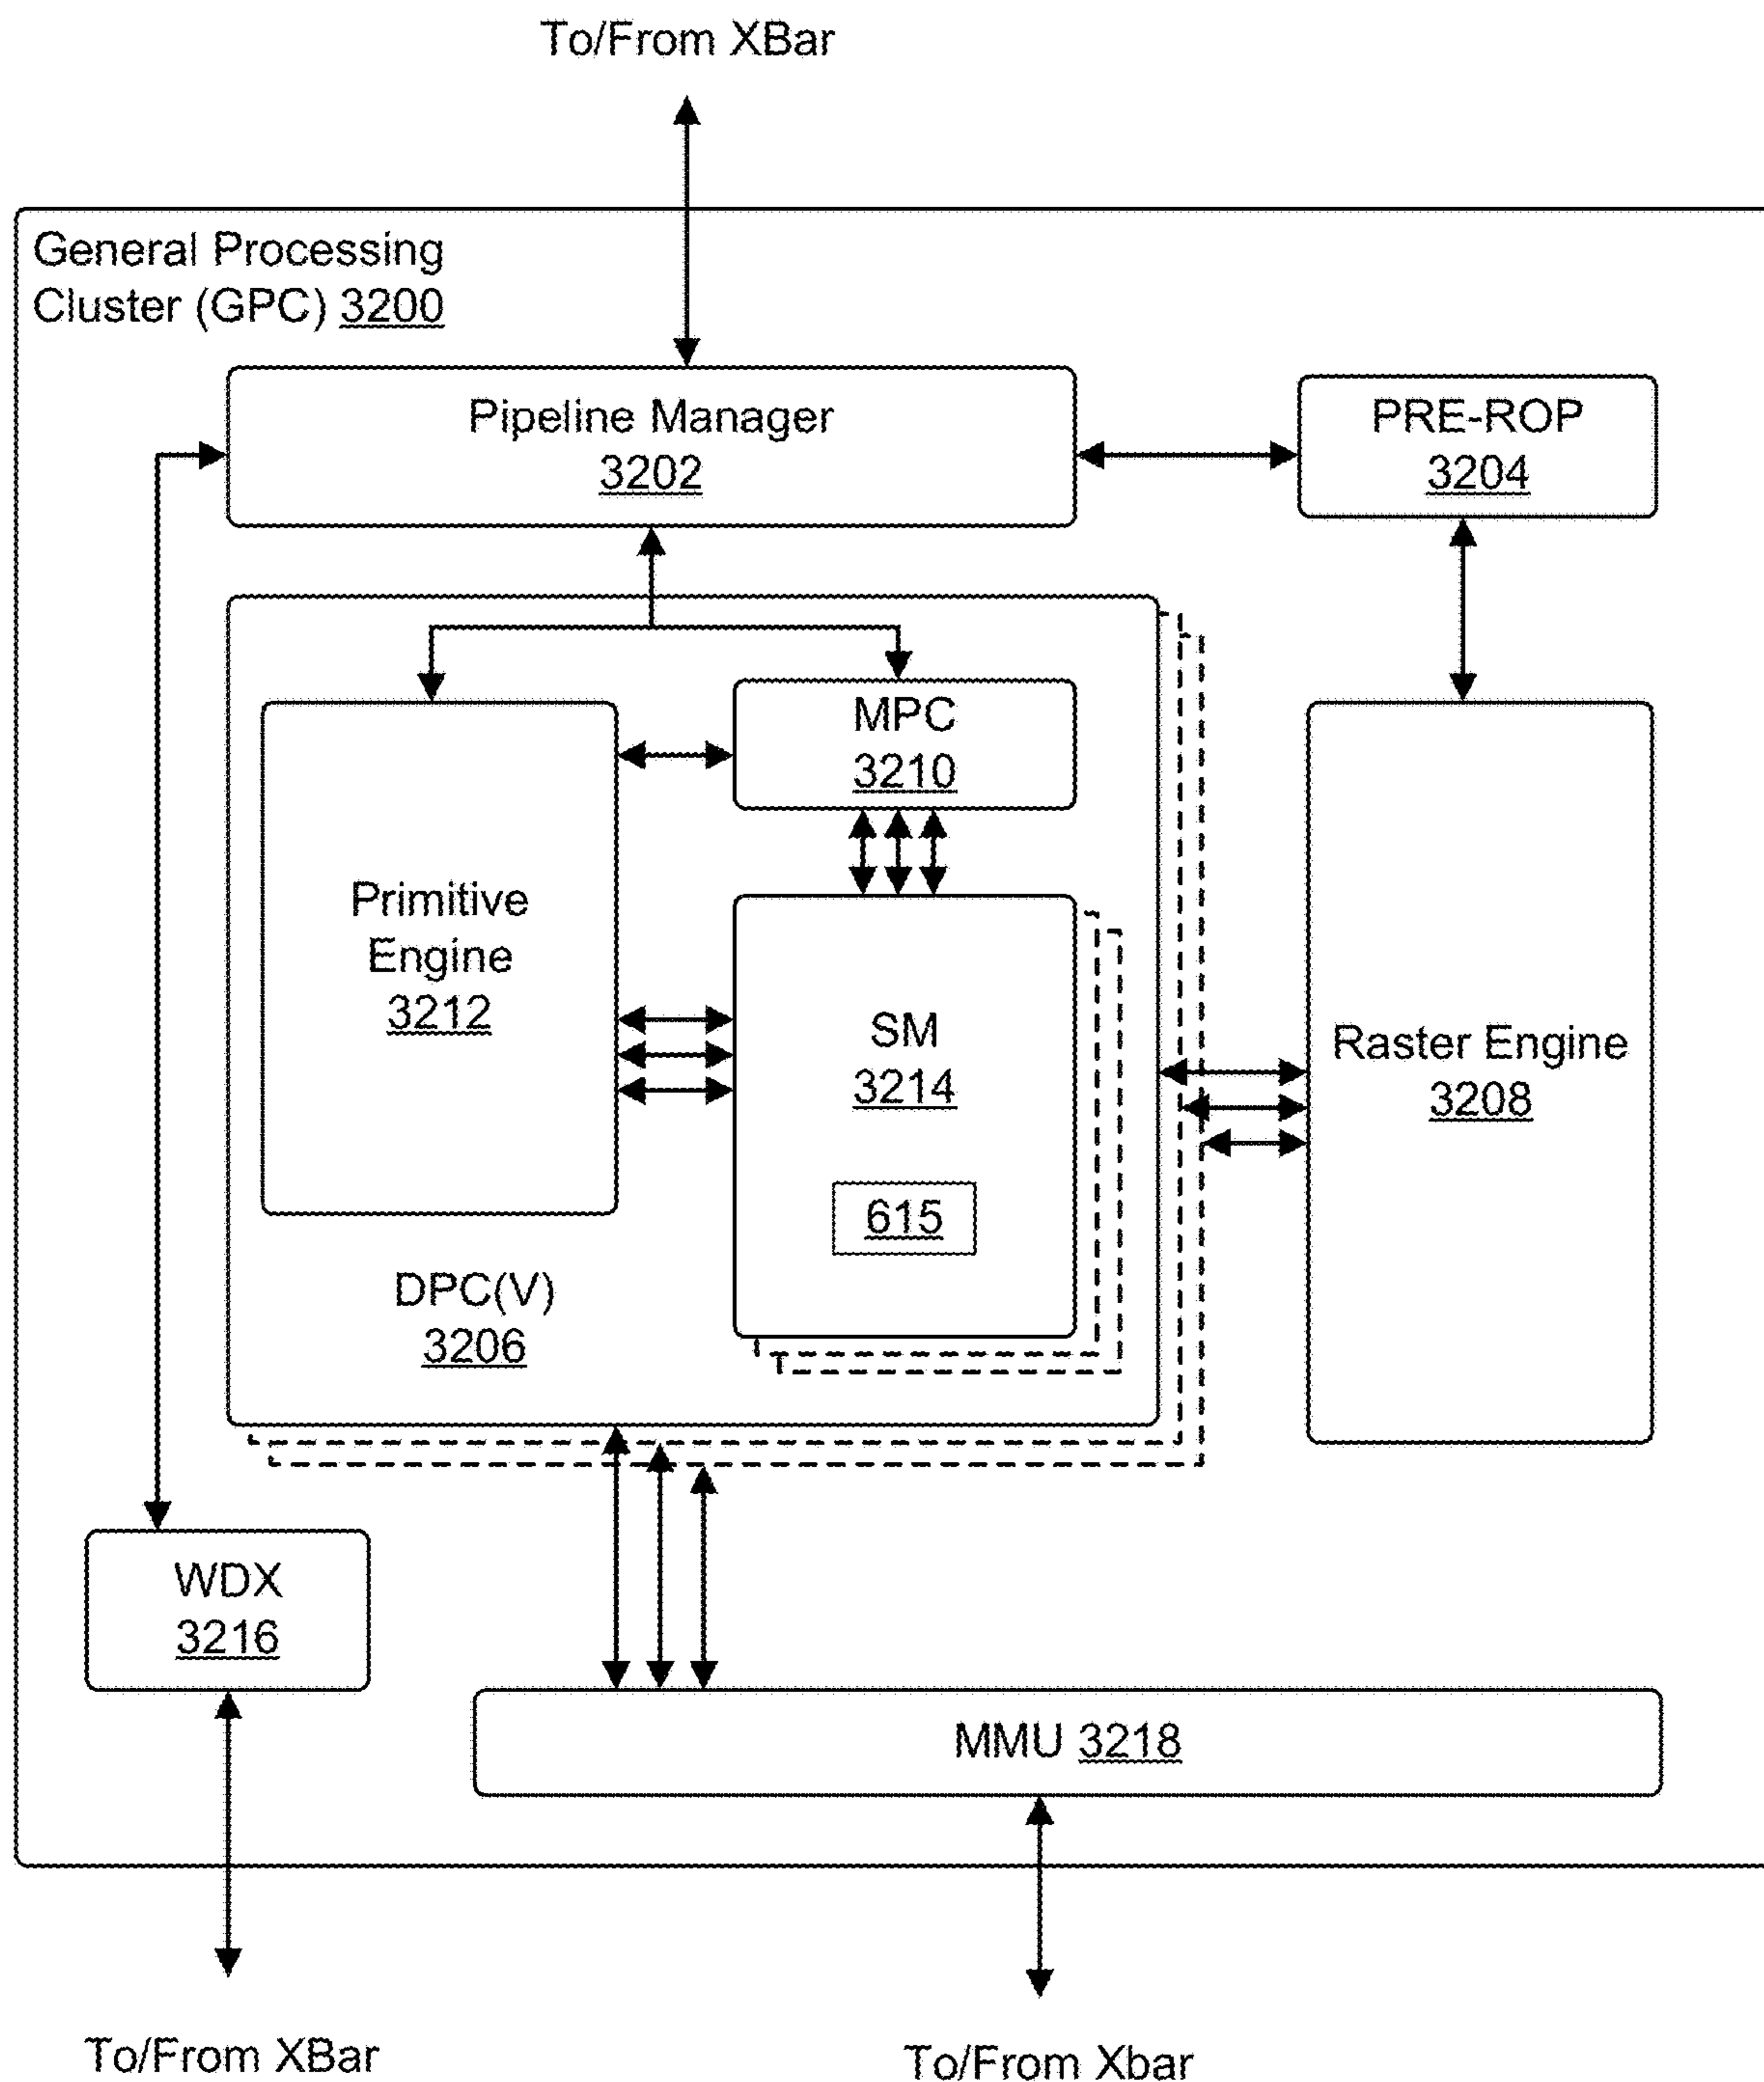 To/From XBar
General Processing
Cluster (GPC) 3200
Pipeline Manager
3202
PRE-ROP
3204
MPC
3210
Primitive
Engine
3212
SM
3214
615
Raster Engine
3208
DPC(V)
3206
WDX
3216
MMU 3218
To/From XBar
To/From Xbar